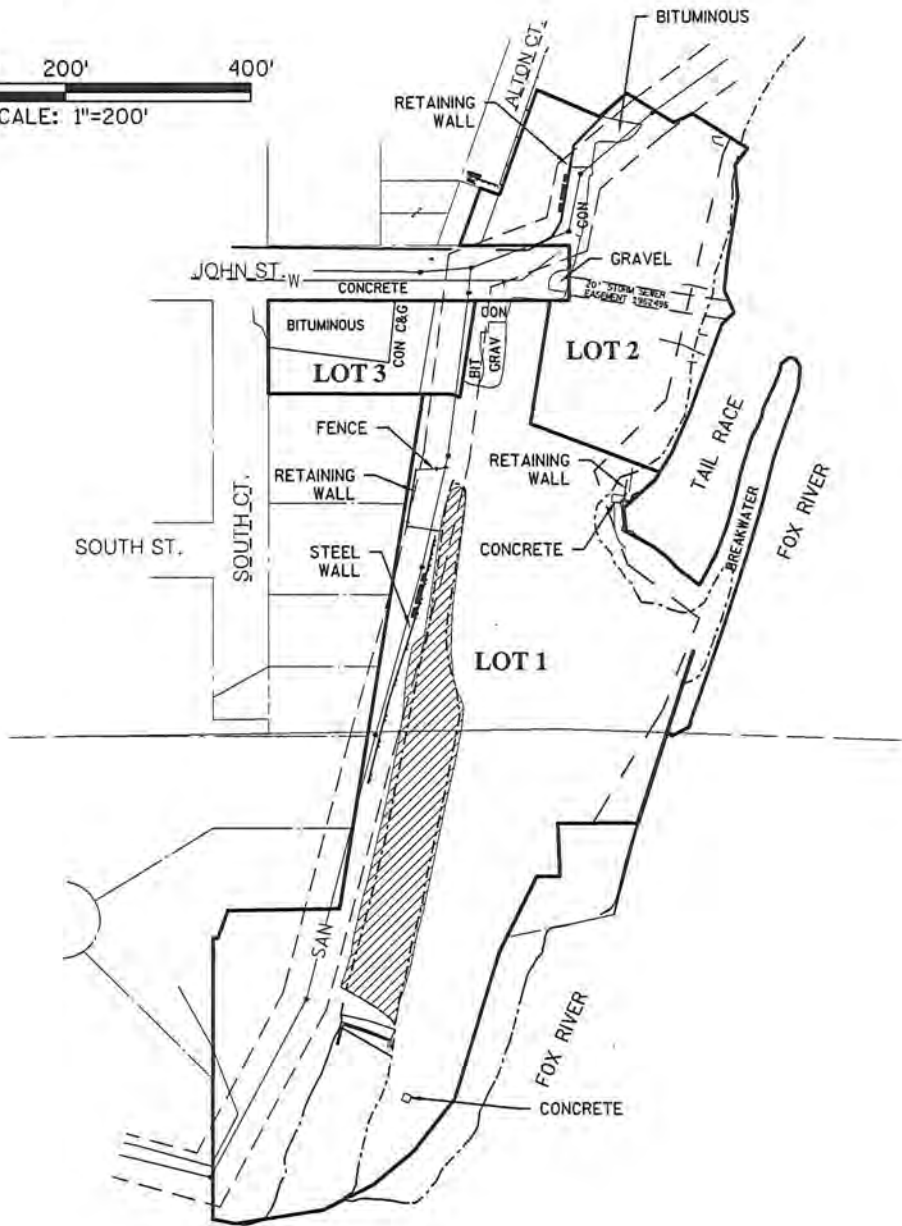 BITUMINOUS
200'
400'
CALE: 1"=200'
ALTON CT.
RETAINING
WALL
CON
GRAVEL
JOHN ST.
W
CONCRETE
20' STORM SEWER
EASEMENT 1962496
BITUMINOUS
CON C&G
CON
BIT
GRAV
LOT 2
LOT 3
FENCE
RETAINING
WALL
RETAINING
WALL
TAIL RACE
BREAKWATER
FOX RIVER
SOUTH ST.
SOUTH CT.
STEEL
WALL
CONCRETE
LOT 1
SAN
FOX RIVER
CONCRETE